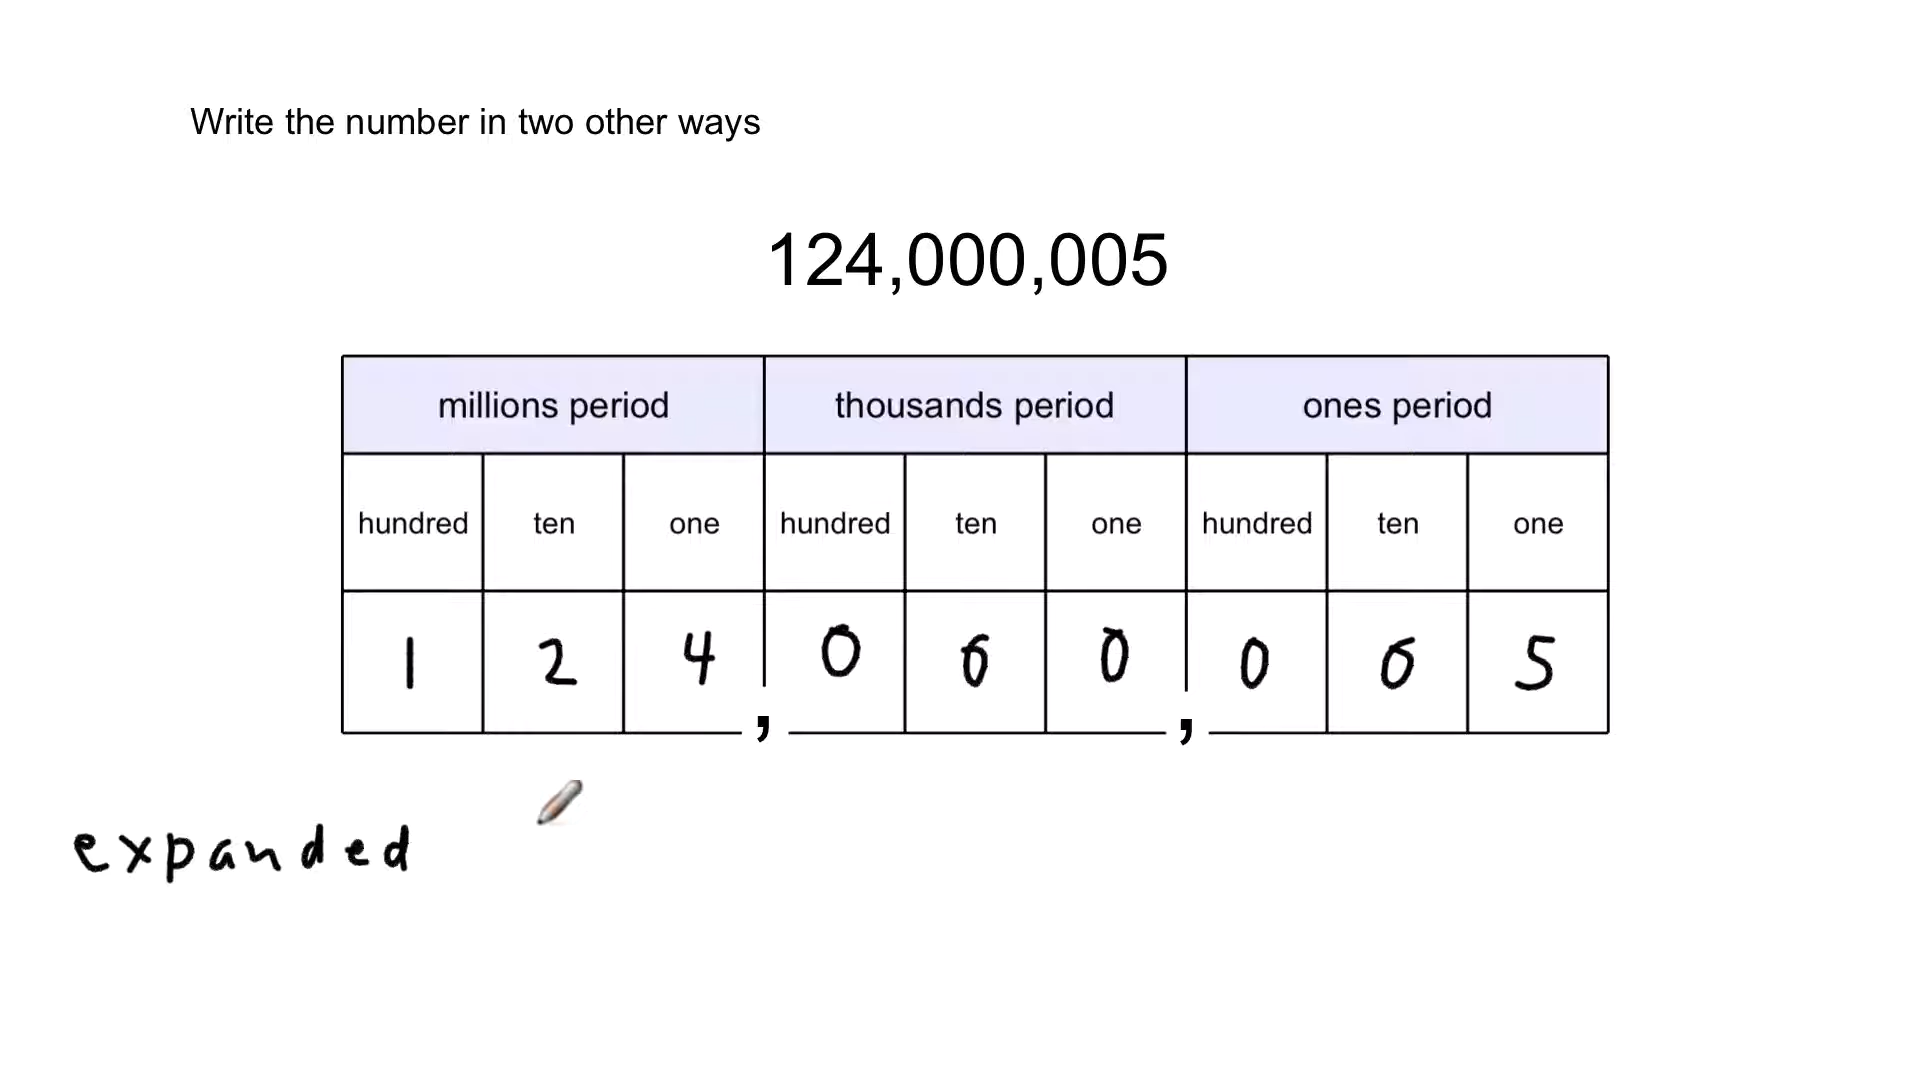 Write the number in two other ways
124,000,005
millions period thousands period ones period
hundred ten one hundred ten one hundred ten one
1 2 4 , 0 0 0 , 0 0 5
expanded